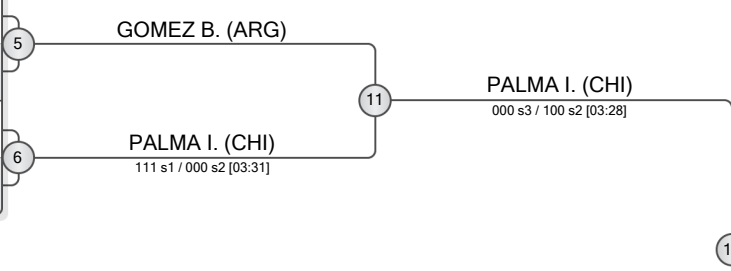 GOMEZ B. (ARG)
5
PALMA I. (CHI)
11
000 s3 / 100 s2 [03:28]
PALMA I. (CHI)
6
111 s1 / 000 s2 [03:31]